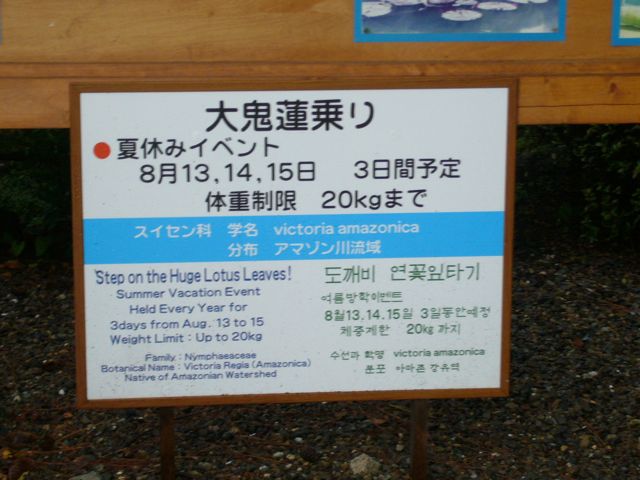 大鬼蓮乗り
夏休みイベント
8月13,14,15日 3日間予定
体重制限 20kgまで
スイセン科 学名 victoria amazonica
分布 アマゾン川流域
Step on the Huge Lotus Leaves!
Summer Vacation Event
Held Every Year for
3days from Aug. 13 to 15
Weight Limit : Up to 20kg
Family : Nymphaeaceae
Botanical Name : Victoria Regis (Amazonica)
Native of Amazonian Watershed
도깨비 연꽃잎타기
여름방학이벤트
8월13.14.15일 3일동안예정
체중제한 20kg 까지
수선과 학명 victoria amazonica
분포 아마존 강유역